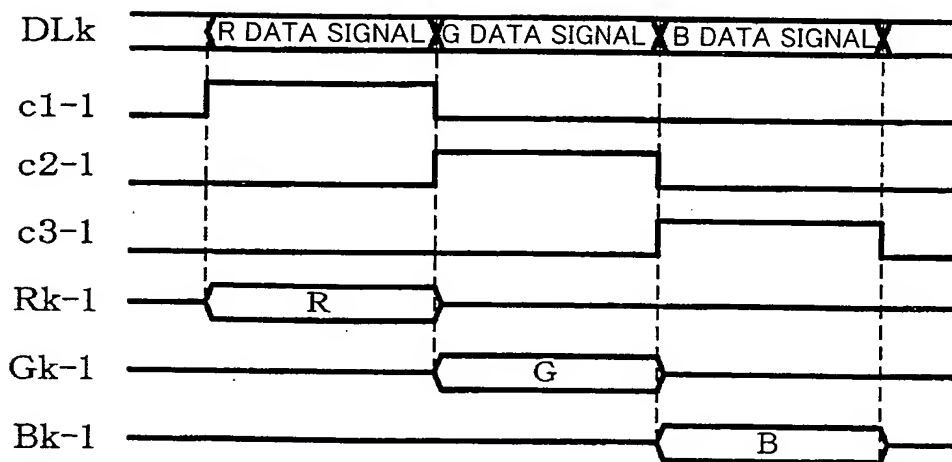 DLk R DATA SIGNAL G DATA SIGNAL B DATA SIGNAL
c1-1
c2-1
c3-1
Rk-1 R
Gk-1 G
Bk-1 B